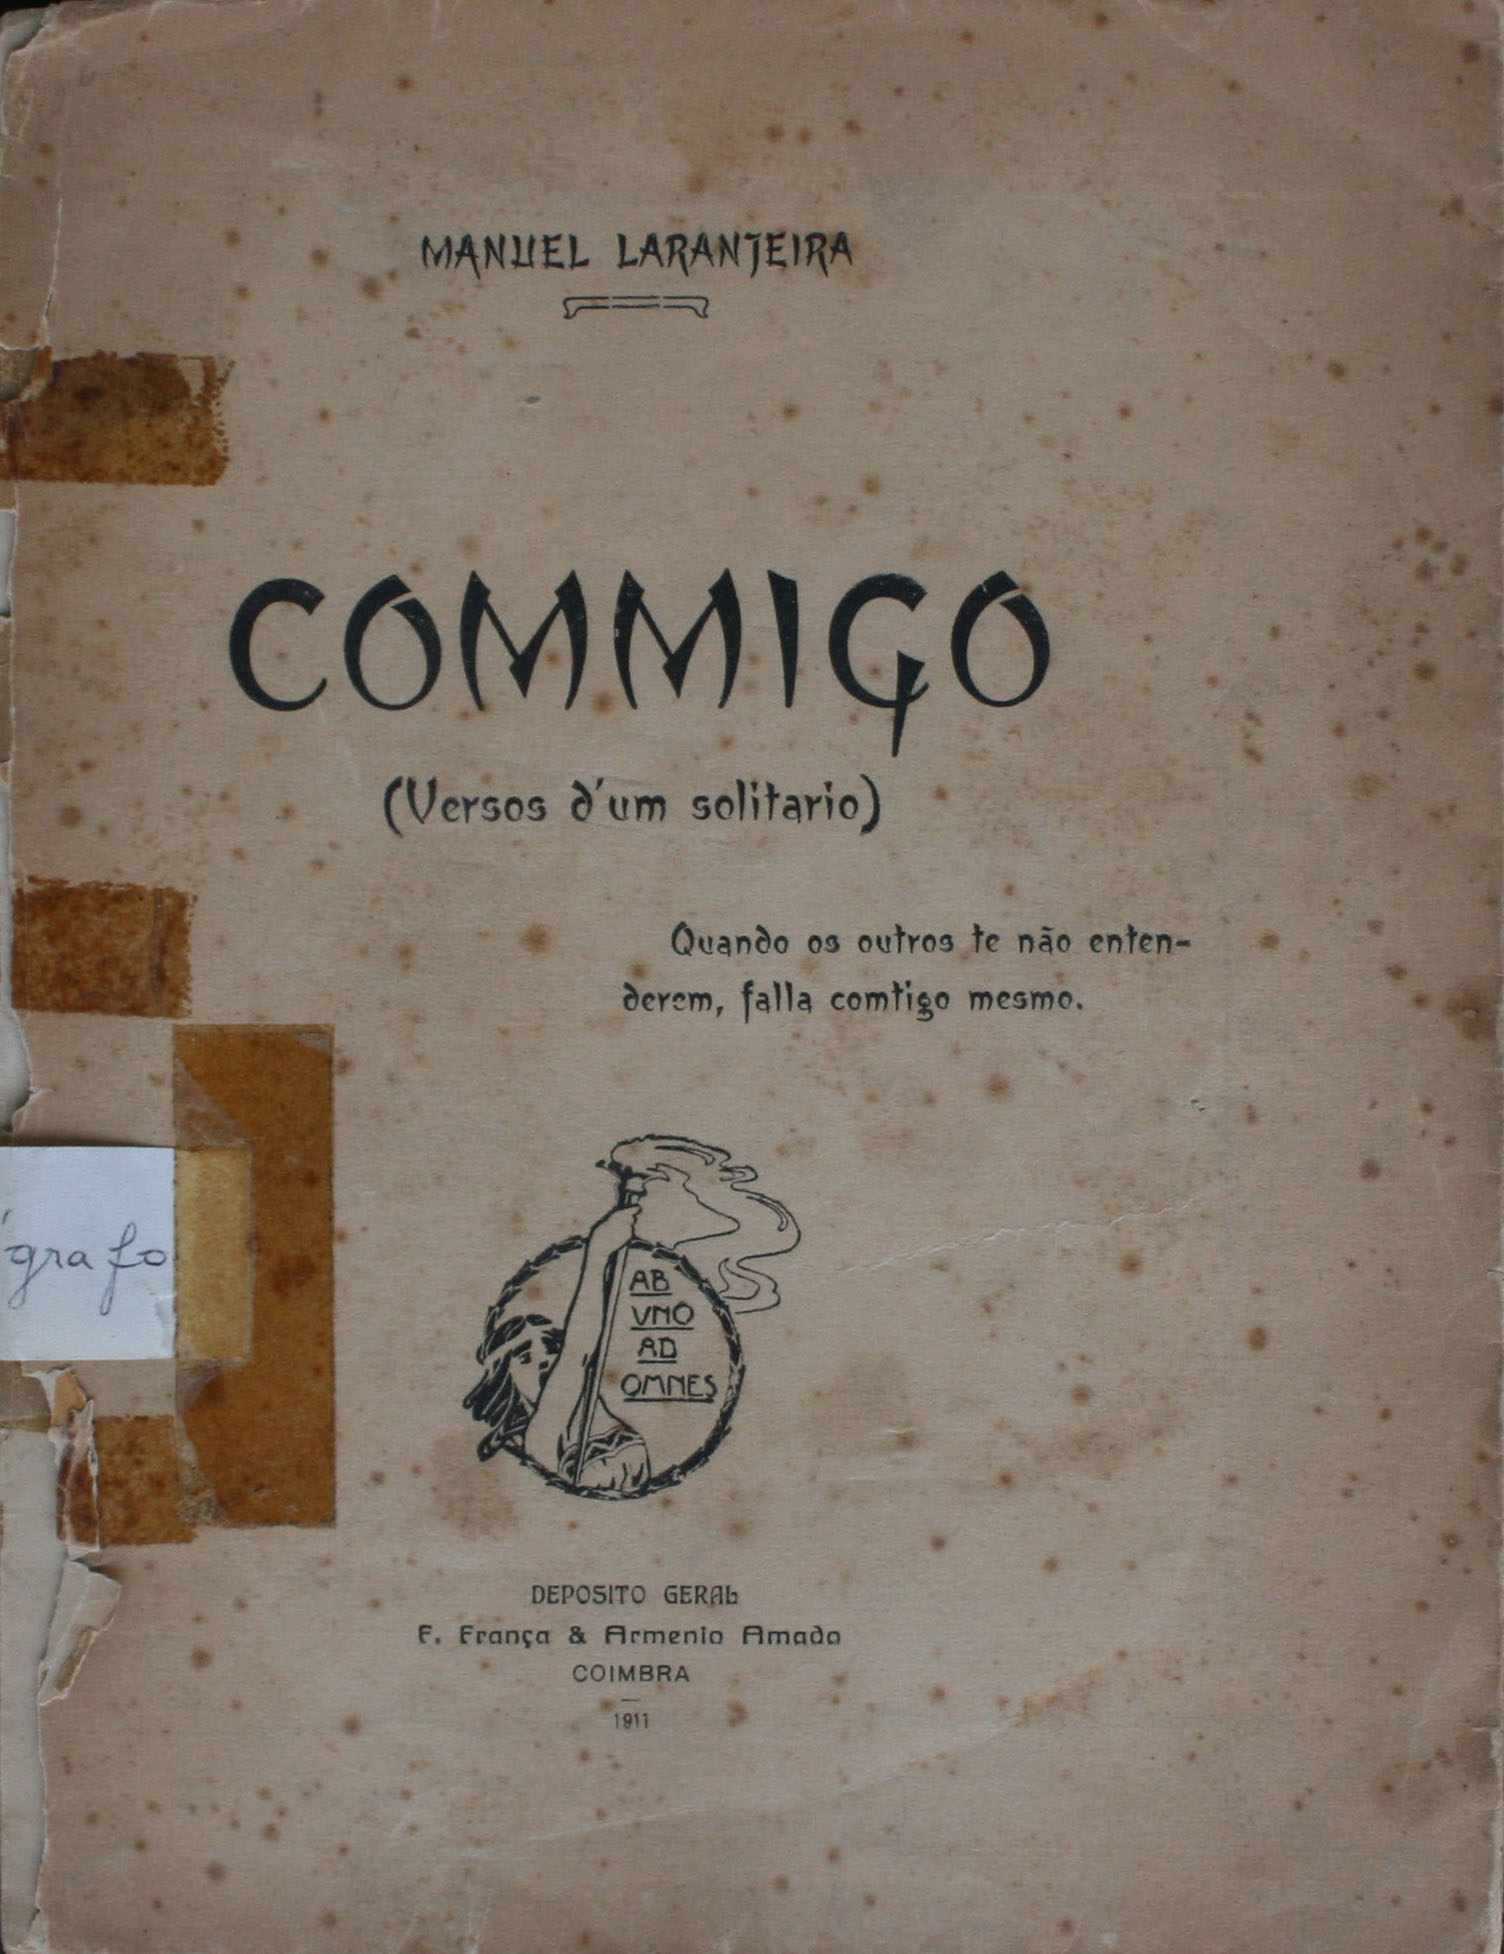 MANUEL LARANJEIRA
COMMIGO
(Versos d'um solitario)
Quando os outros te não enten-
derem, falla comtigo mesmo.
AB
VNO
AD
OMNES
ígrafo
DEPOSITO GERAL
F. França & Armenio Amado
COIMBRA
1911